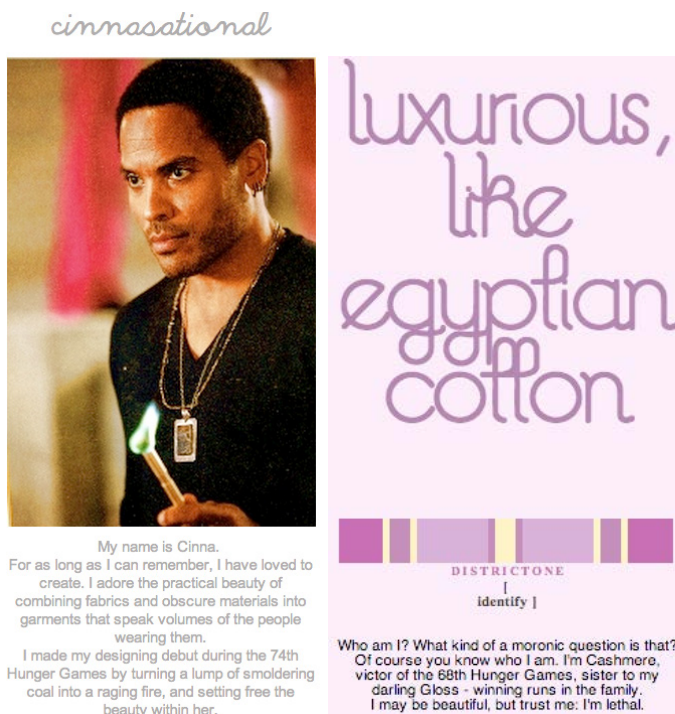 cinnasational
My name is Cinna.
For as long as I can remember, I have loved to
create. I adore the practical beauty of
combining fabrics and obscure materials into
garments that speak volumes of the people
wearing them.
I made my designing debut during the 74th
Hunger Games by turning a lump of smoldering
coal into a raging fire, and setting free the
beauty within her.
luxurious,
like
egyptian
cotton
DISTRICTONE
[
identify ]
Who am I? What kind of a moronic question is that?
Of course you know who I am. I'm Cashmere,
victor of the 68th Hunger Games, sister to my
darling Gloss - winning runs in the family.
I may be beautiful, but trust me: I'm lethal.